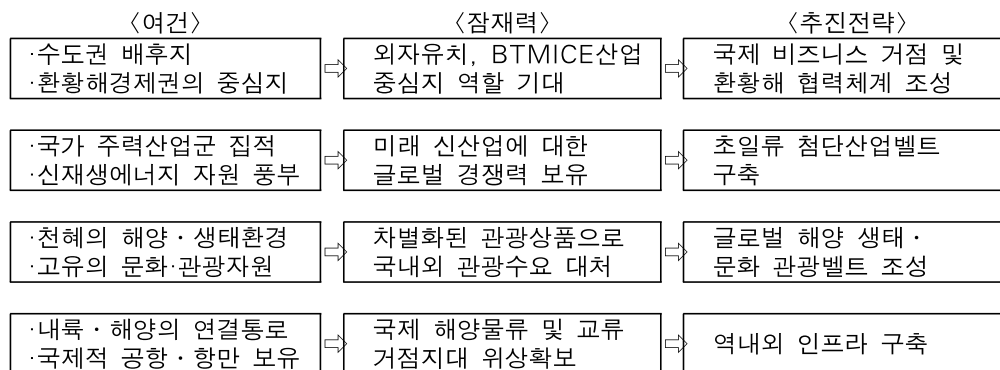 〈여건〉 〈잠재력〉 〈추진전략〉
·수도권 배후지
·환황해경제권의 중심지
외자유치, BTMICE산업
중심지 역할 기대
국제 비즈니스 거점 및
환황해 협력체계 조성
·국가 주력산업군 집적
·신재생에너지 자원 풍부
미래 신산업에 대한
글로벌 경쟁력 보유
초일류 첨단산업벨트
구축
·천혜의 해양·생태환경
·고유의 문화·관광자원
차별화된 관광상품으로
국내외 관광수요 대처
글로벌 해양 생태·
문화 관광벨트 조성
·내륙·해양의 연결통로
·국제적 공항·항만 보유
국제 해양물류 및 교류
거점지대 위상확보
역내외 인프라 구축